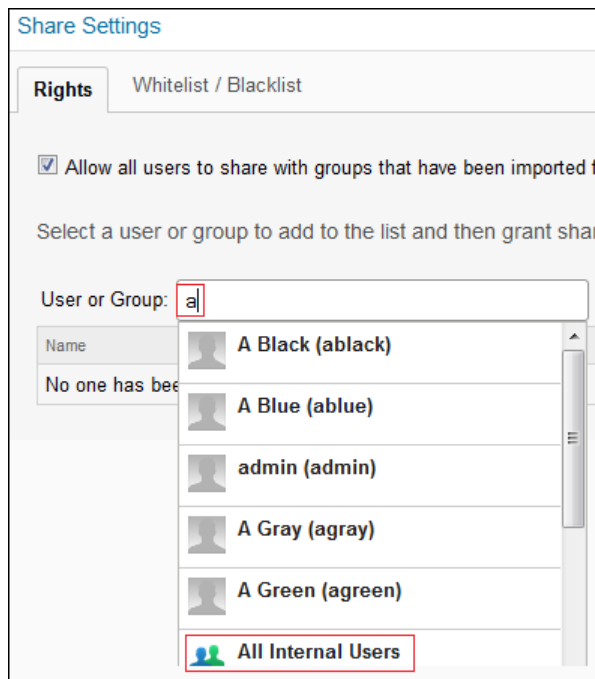 Share Settings
Rights
Whitelist / Blacklist
Allow all users to share with groups that have been imported
Select a user or group to add to the list and then grant
User or Group: a
Name
A Black (ablack)
No one has
A Blue (ablue)
admin (admin)
A Gray (agray)
A Green (agreen)
All Internal Users